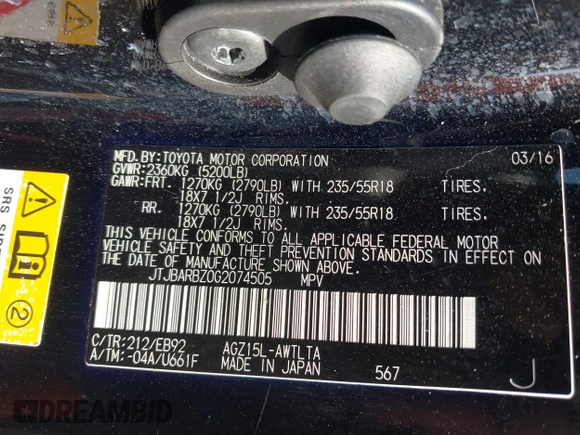 MFD.BY:TOYOTA MOTOR CORPORATION 03/16
GVWR:2360KG (5200LB)
GAWR:FRT. 1270KG (2790LB) WITH 235/55R18 TIRES,
18X7 1/2J RIMS.
RR. 1270KG (2790LB) WITH 235/55R18 TIRES,
18X7 1/2J RIMS.
THIS VEHICLE CONFORMS TO ALL APPLICABLE FEDERAL MOTOR
VEHICLE SAFETY AND THEFT PREVENTION STANDARDS IN EFFECT ON
THE DATE OF MANUFACTURE SHOWN ABOVE.
JTJBARBZ0G2074505 MPV
C/TR:212/EB92 AGZ15L-AWTLTA
A/TM:-04A/U661F MADE IN JAPAN 567 J
SRS SIDE
2
DREAMBID